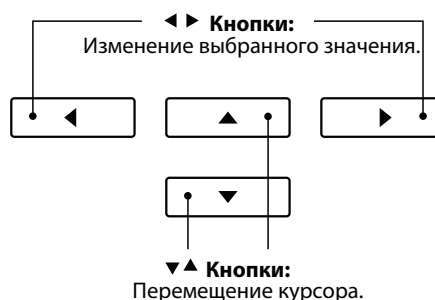 ◀ ▶ Кнопки:
Изменение выбранного значения.
▼▲ Кнопки:
Перемещение курсора.